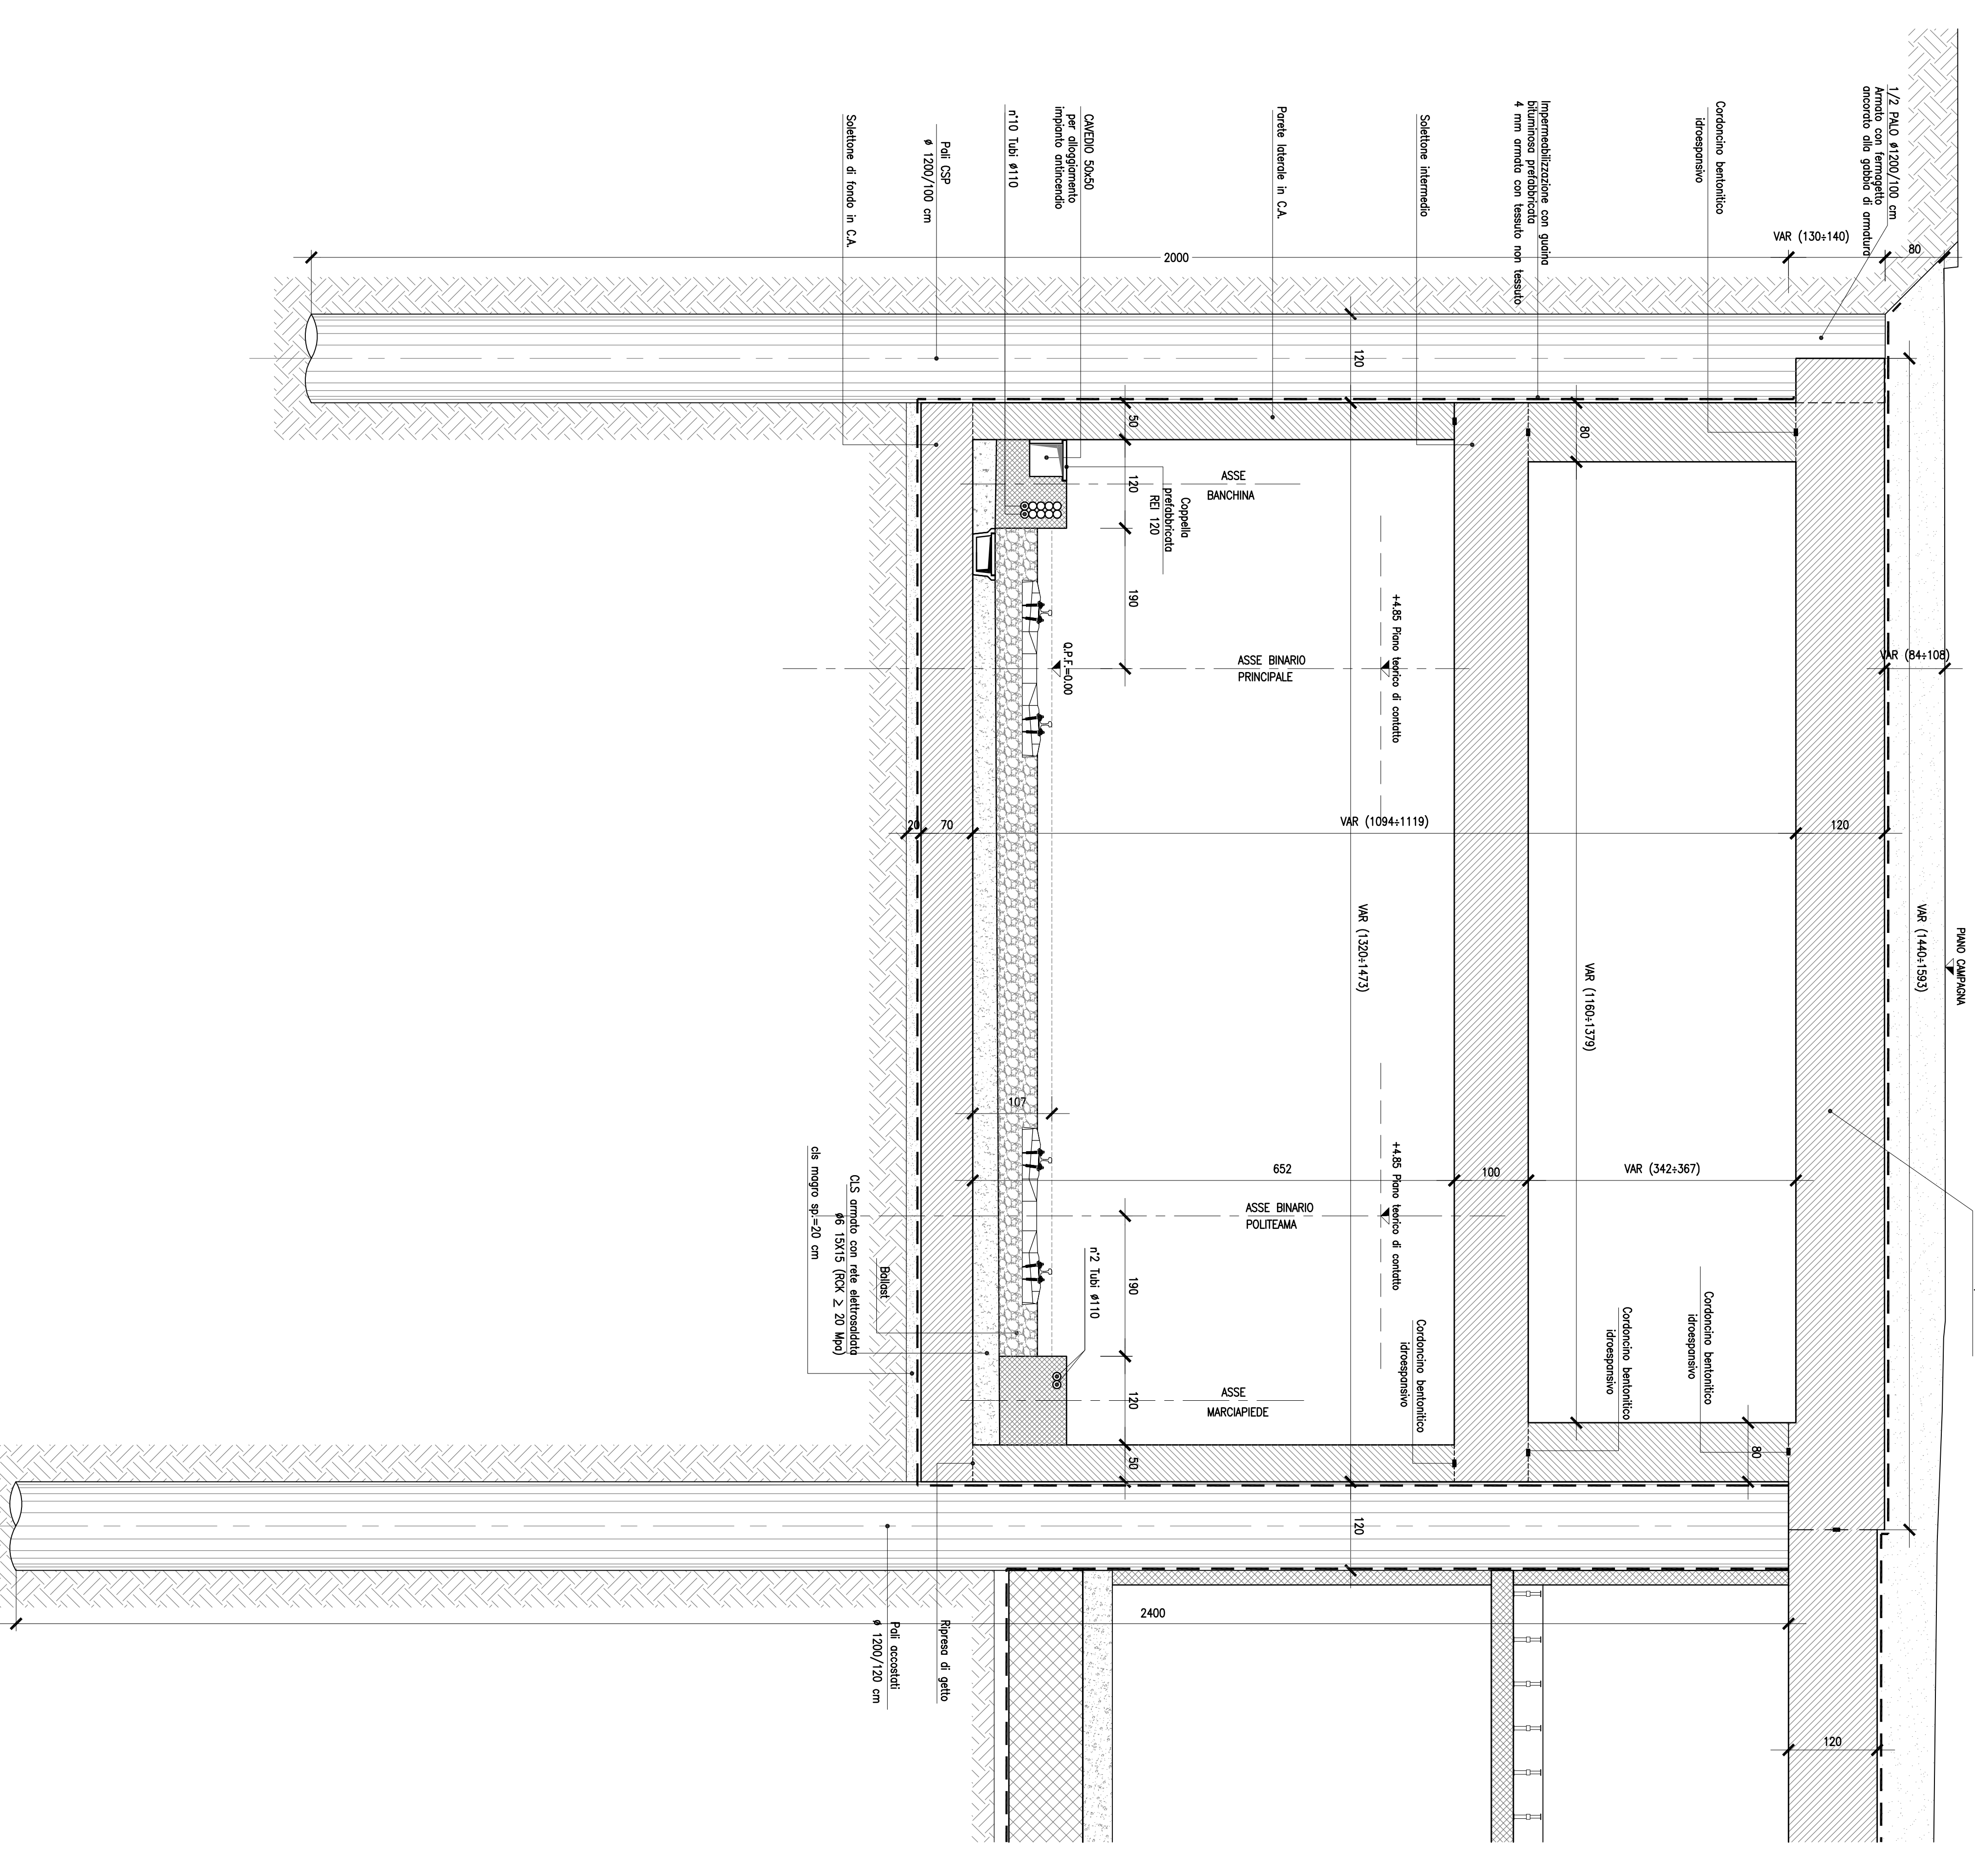 PIANO CAMPAGNA
1/2 PALO ø1200/100 cm
Armato con fermagetto
ancorato alla gabbia di armatura
80
VAR (130÷140)
VAR (1440÷1593)
VAR (84÷108)
Cordoncino bentonitico
idroespansivo
120
120
Impermeabilizzazione con guaina
bituminosa prefabbricata
4 mm armata con tessuto non tessuto
80
VAR (1160÷1379)
VAR (342÷367)
Cordoncino bentonitico
idroespansivo
80
Cordoncino bentonitico
idroespansivo
Solettone intermedio
100
Cordoncino bentonitico
idroespansivo
+4.85 Piano teorico di contatto
+4.85 Piano teorico di contatto
120
VAR (1320÷1473)
120
VAR (1094÷1119)
Parete laterale in C.A.
652
ASSE
BANCHINA
ASSE BINARIO
PRINCIPALE
ASSE BINARIO
POLITEAMA
ASSE
MARCIAPIEDE
2000
2400
Coppella
prefabbricata
REI 120
50
120
190
190
120
50
CAVEDIO 50x50
per alloggiamento
impianto antincendio
n°2 Tubi ø110
Q.P.F.=0.00
n°10 Tubi ø110
107
Pali CSP
ø 1200/100 cm
70
20
Ripresa di getto
Pali accostati
ø 1200/120 cm
Ballast
Solettone di fondo in C.A.
CLS armato con rete elettrosaldata
ø6 15X15 (RCK ≥ 20 Mpa)
cls magro sp.=20 cm